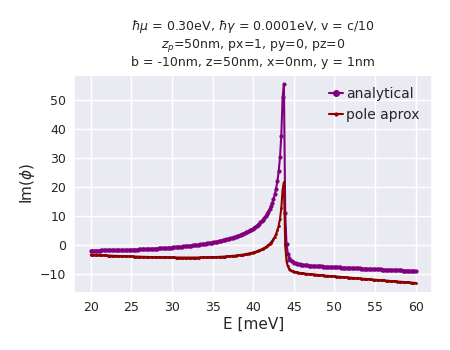 ħμ = 0.30eV, ħγ = 0.0001eV, v = c/10
zₚ=50nm, px=1, py=0, pz=0
b = -10nm, z=50nm, x=0nm, y = 1nm
analytical
pole aprox
50
40
30
20
10
0
−10
Im(ϕ)
20 25 30 35 40 45 50 55 60
E [meV]